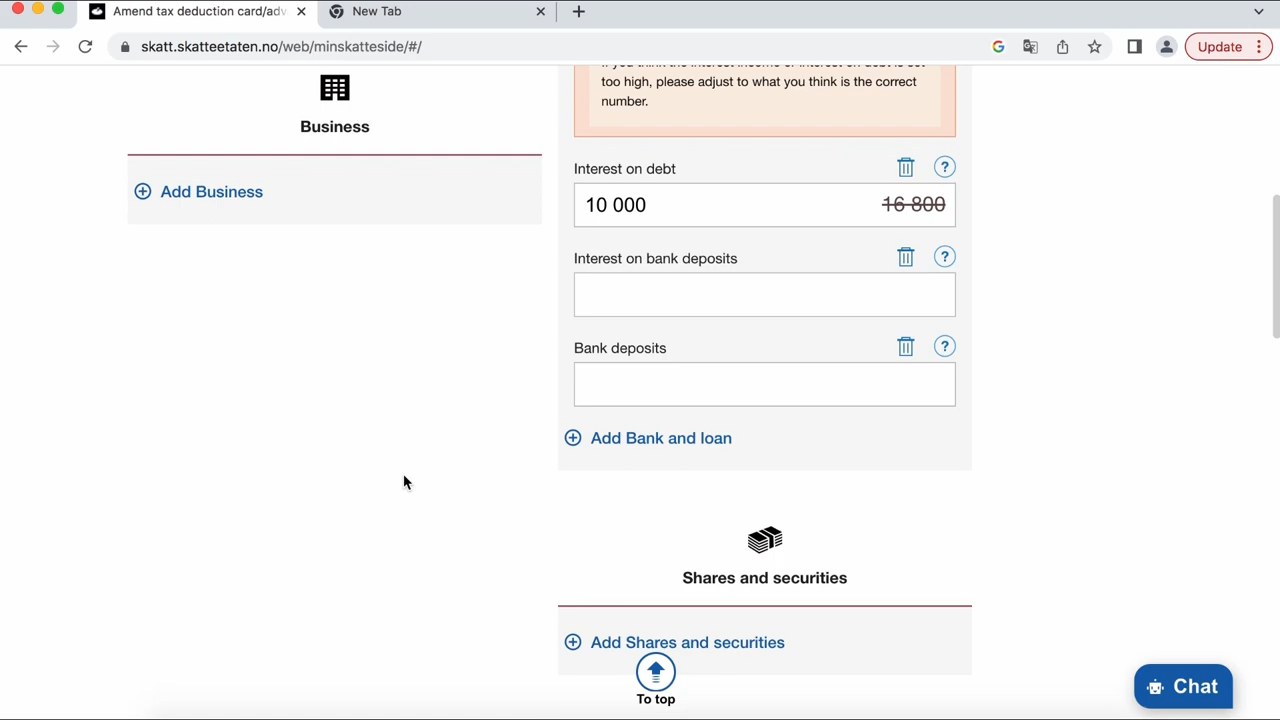 Amend tax deduction card/adv
New Tab
skatt.skatteetaten.no/web/minskatteside/#/
Update
Business
Add Business
too high, please adjust to what you think is the correct
number.
Interest on debt
10 000
16 800
Interest on bank deposits
Bank deposits
Add Bank and loan
Shares and securities
Add Shares and securities
To top
Chat